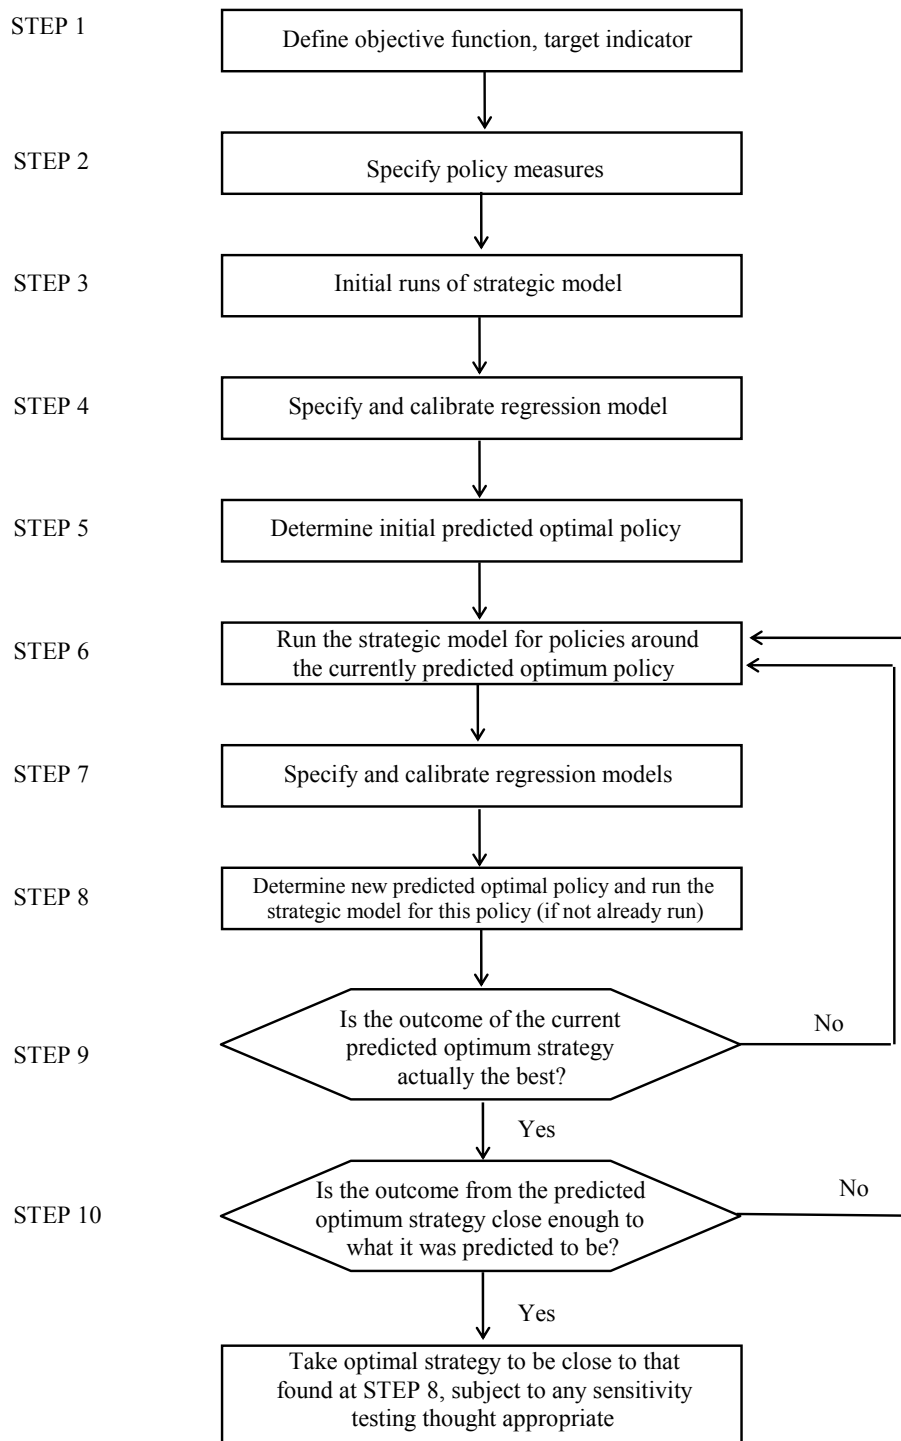 STEP 1
Define objective function, target indicator
STEP 2
Specify policy measures
STEP 3
Initial runs of strategic model
STEP 4
Specify and calibrate regression model
STEP 5
Determine initial predicted optimal policy
STEP 6
Run the strategic model for policies around
the currently predicted optimum policy
STEP 7
Specify and calibrate regression models
STEP 8
Determine new predicted optimal policy and run the
strategic model for this policy (if not already run)
STEP 9
Is the outcome of the current
predicted optimum strategy
actually the best?
No
Yes
STEP 10
Is the outcome from the predicted
optimum strategy close enough to
what it was predicted to be?
No
Yes
Take optimal strategy to be close to that
found at STEP 8, subject to any sensitivity
testing thought appropriate